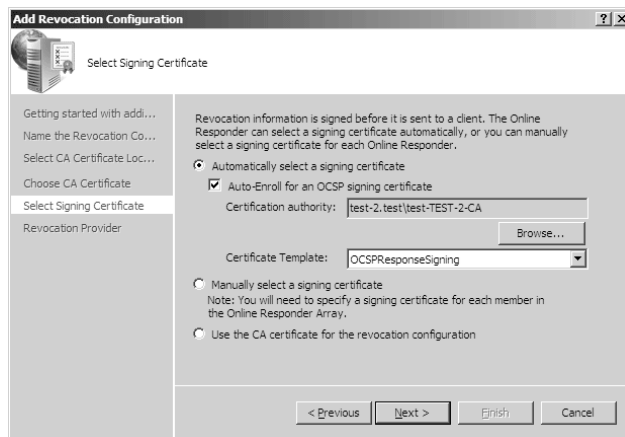 Add Revocation Configuration
Select Signing Certificate
Getting started with addi...
Name the Revocation Co...
Select CA Certificate Loc...
Choose CA Certificate
Select Signing Certificate
Revocation Provider
Revocation information is signed before it is sent to a client. The Online
Responder can select a signing certificate automatically, or you can manually
select a signing certificate for each Online Responder.
Automatically select a signing certificate
Auto-Enroll for an OCSP signing certificate
Certification authority: test-2.test\test-TEST-2-CA
Browse...
Certificate Template: OCSPResponseSigning
Manually select a signing certificate
Note: You will need to specify a signing certificate for each member in
the Online Responder Array.
Use the CA certificate for the revocation configuration
< Previous Next > Finish Cancel